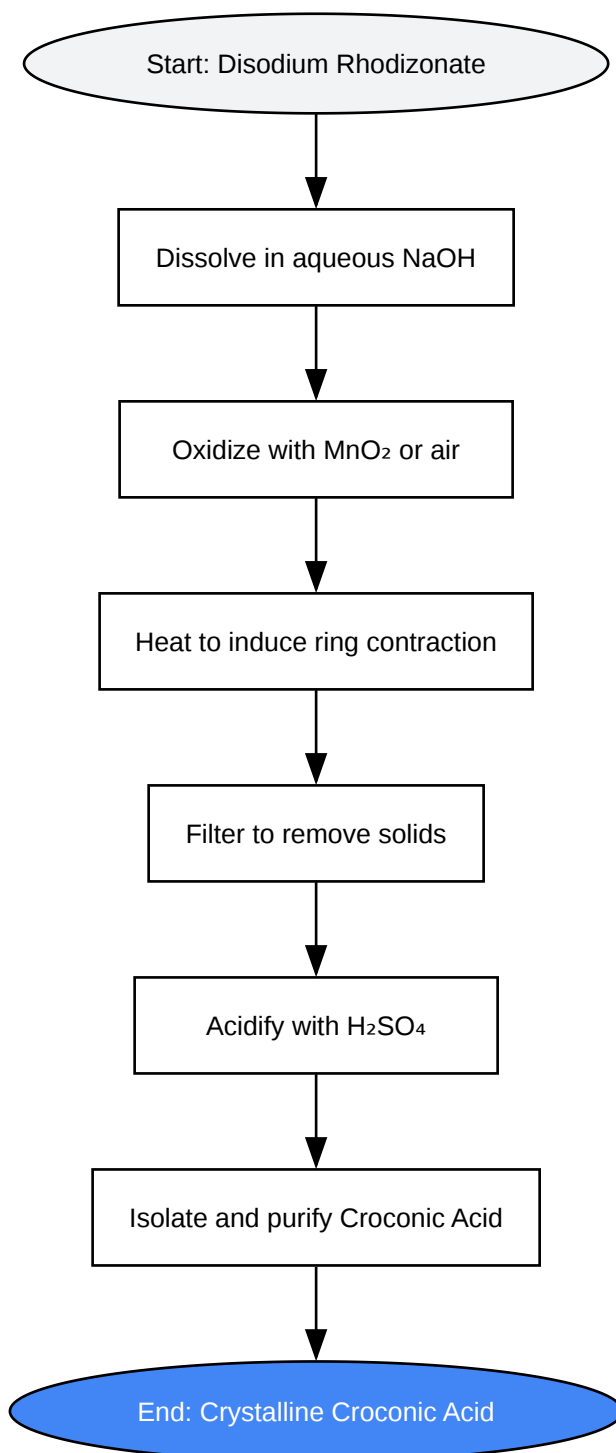 Start: Disodium Rhodizonate
Dissolve in aqueous NaOH
Oxidize with MnO₂ or air
Heat to induce ring contraction
Filter to remove solids
Acidify with H₂SO₄
Isolate and purify Croconic Acid
End: Crystalline Croconic Acid